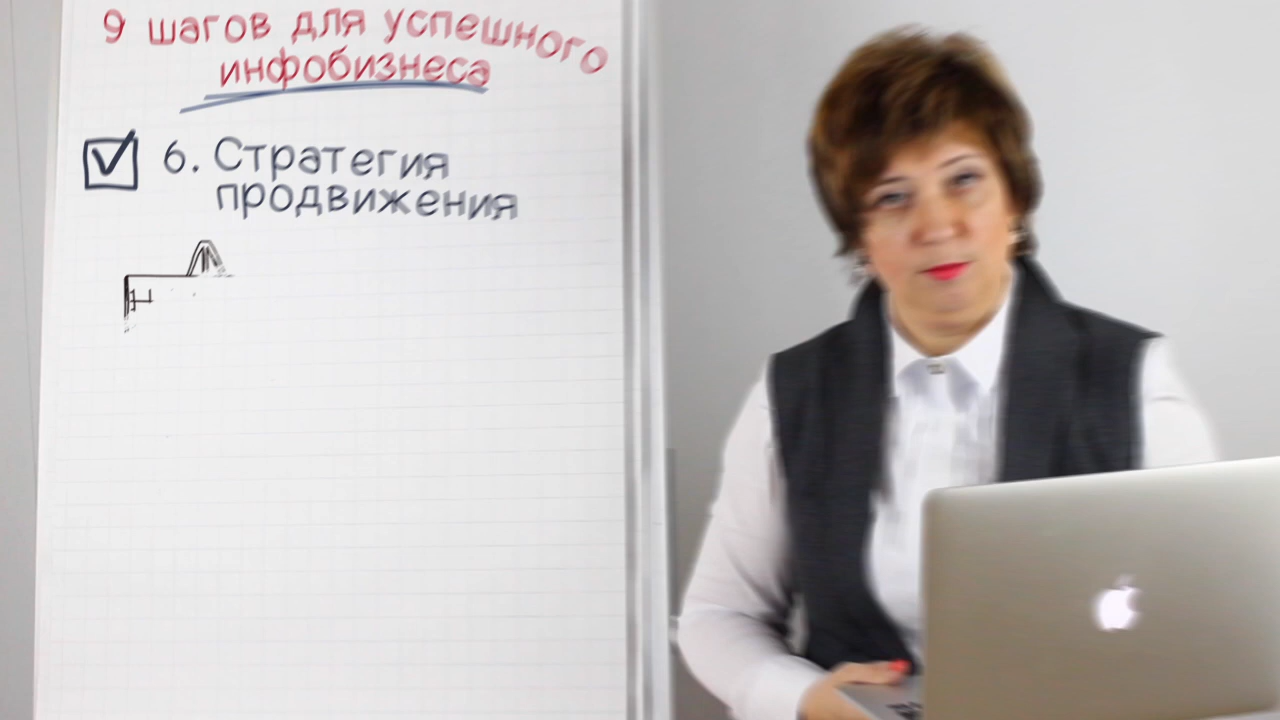 9 шагов для успешного
инфобизнеса
6. Стратегия
продвижения